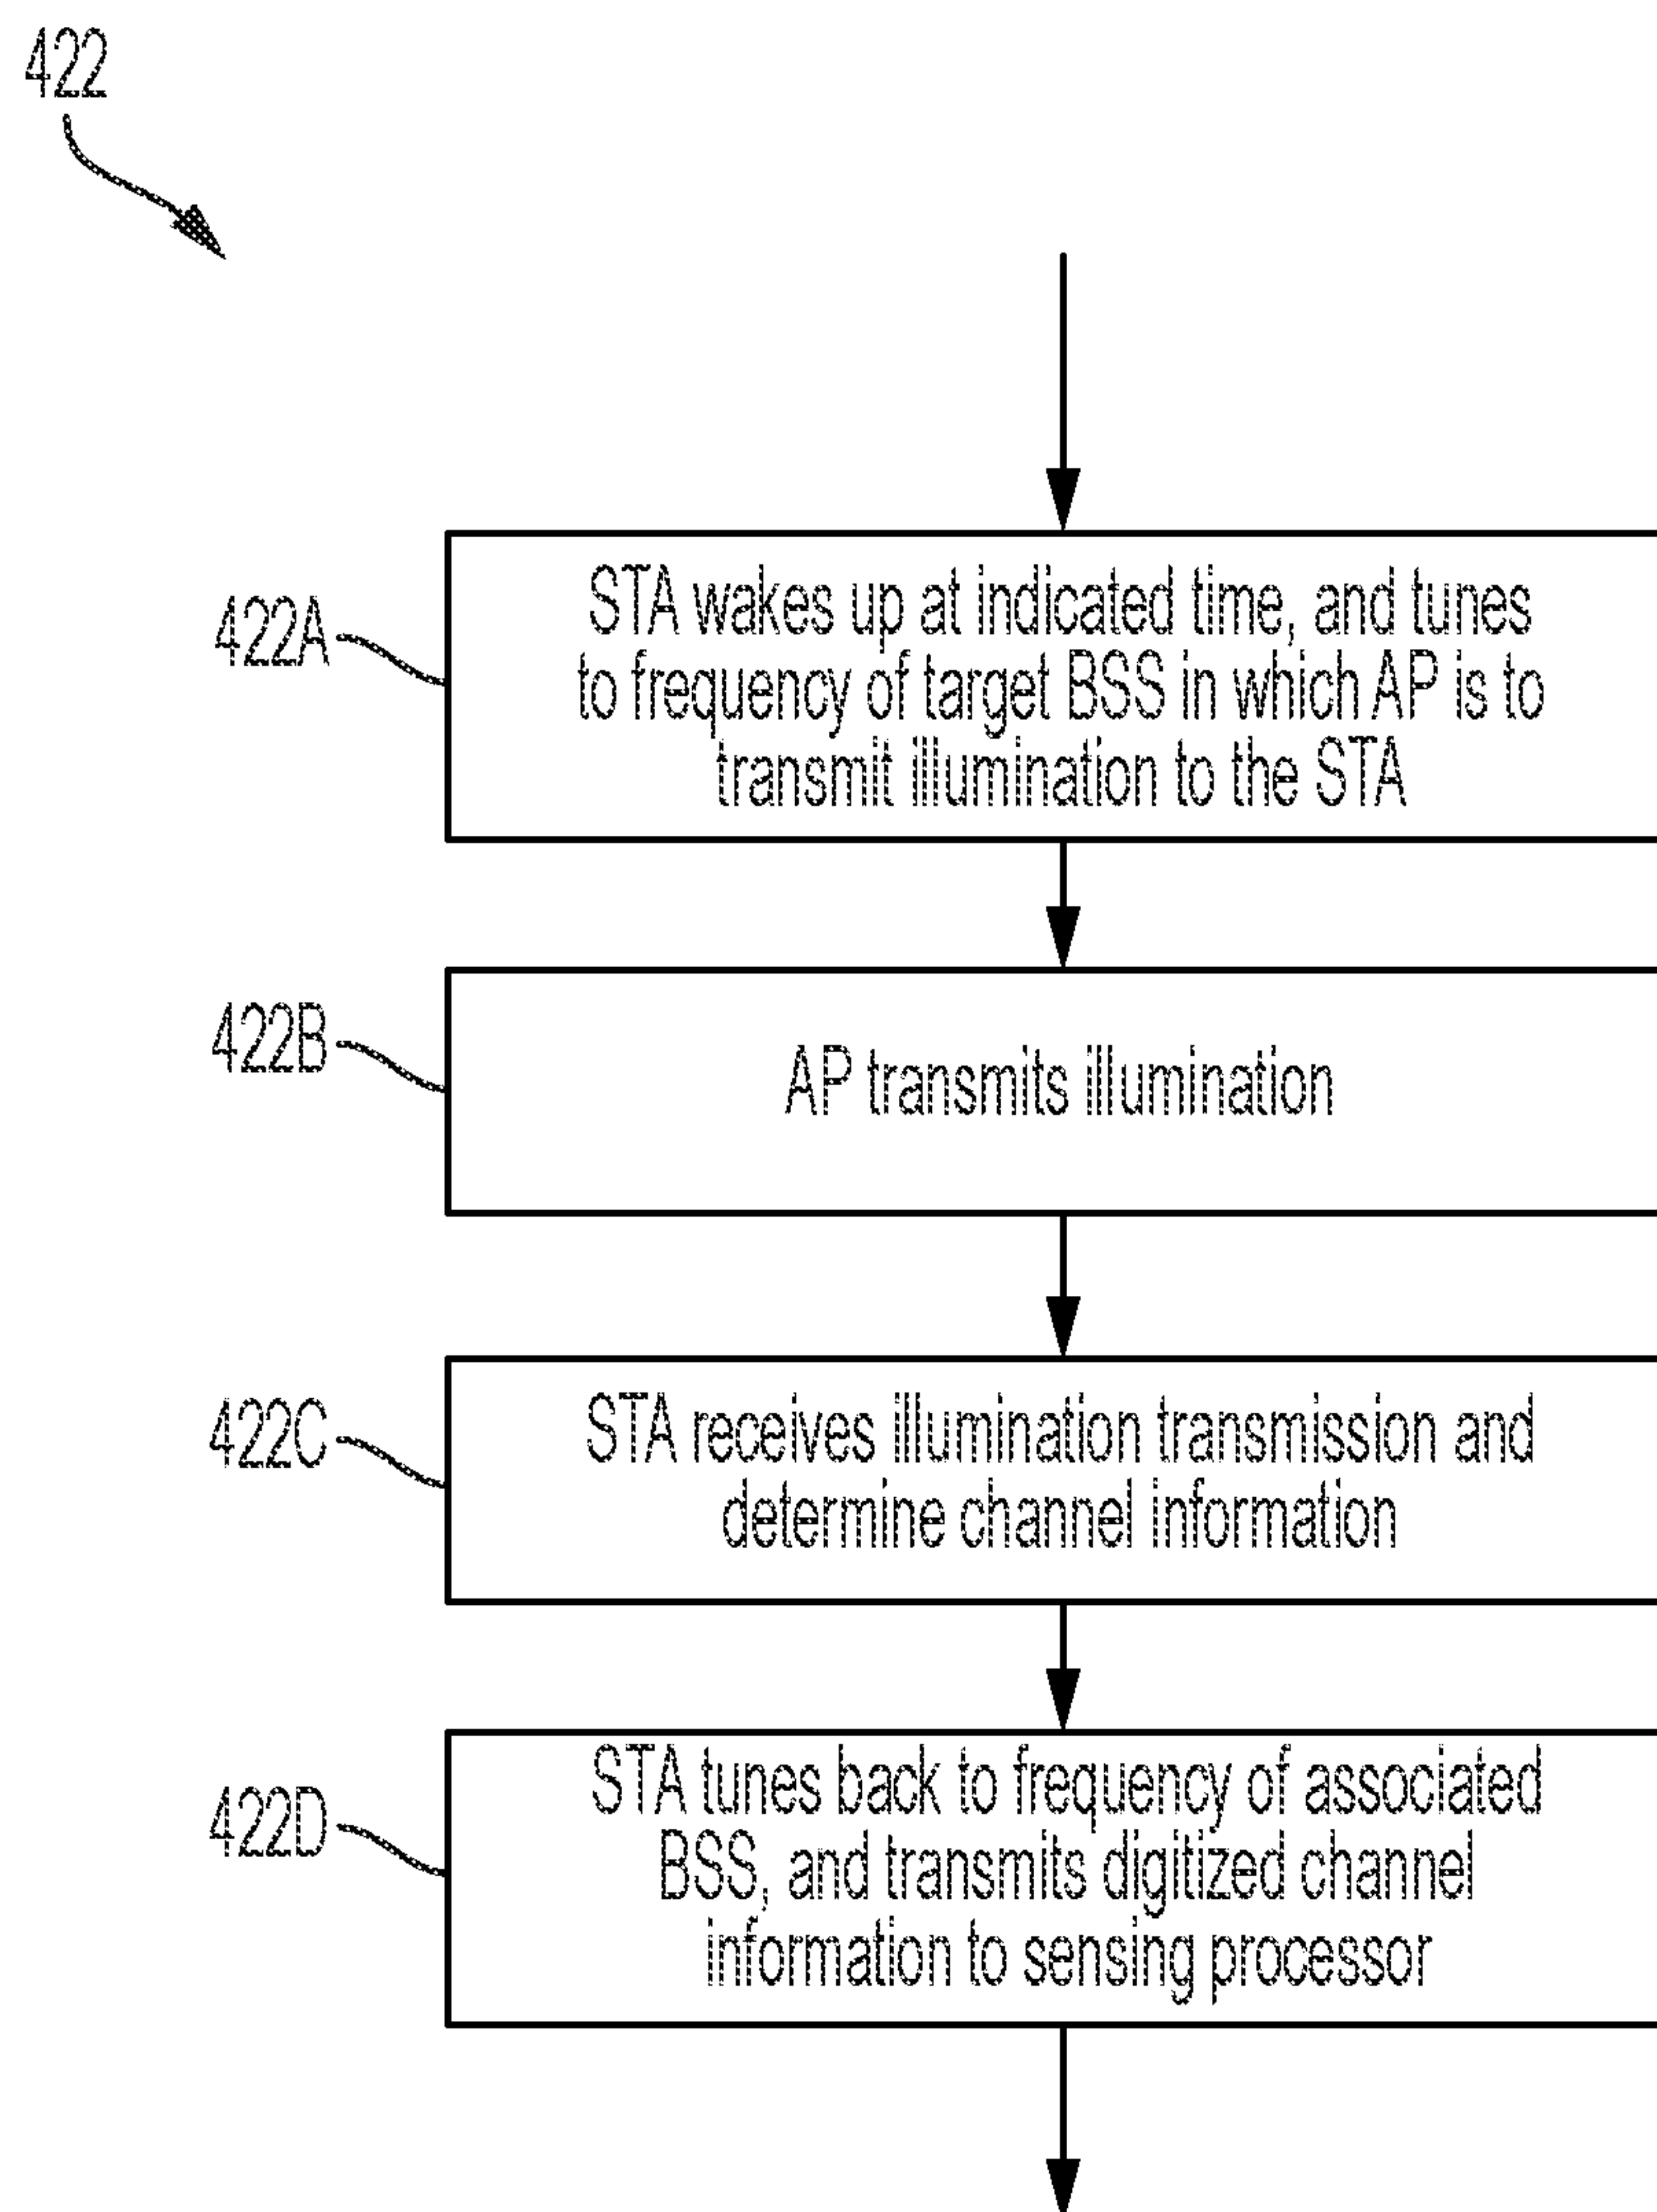 422
422A
STA wakes up at indicated time, and tunes
to frequency of target BSS in which AP is to
transmit illumination to the STA
422B
AP transmits illumination
422C
STA receives illumination transmission and
determine channel information
422D
STA tunes back to frequency of associated
BSS, and transmits digitized channel
information to sensing processor